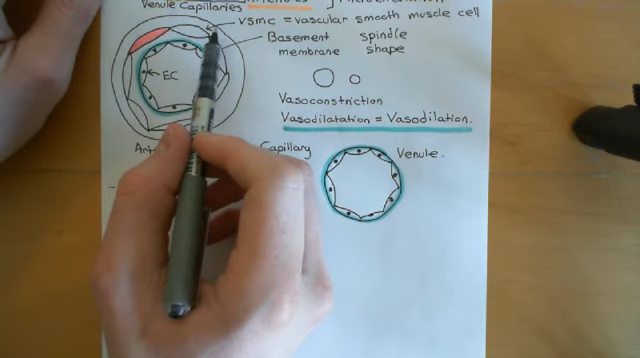 Venule Capillaries
VSMC = vascular smooth muscle cell
Basement spindle
membrane shape
EC
Vasoconstriction
Vasodilatation = Vasodilation.
Capillary Venule.